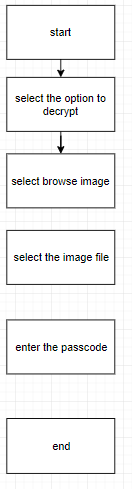 start
select the option to
decrypt
select browse image
select the image file
enter the passcode
end